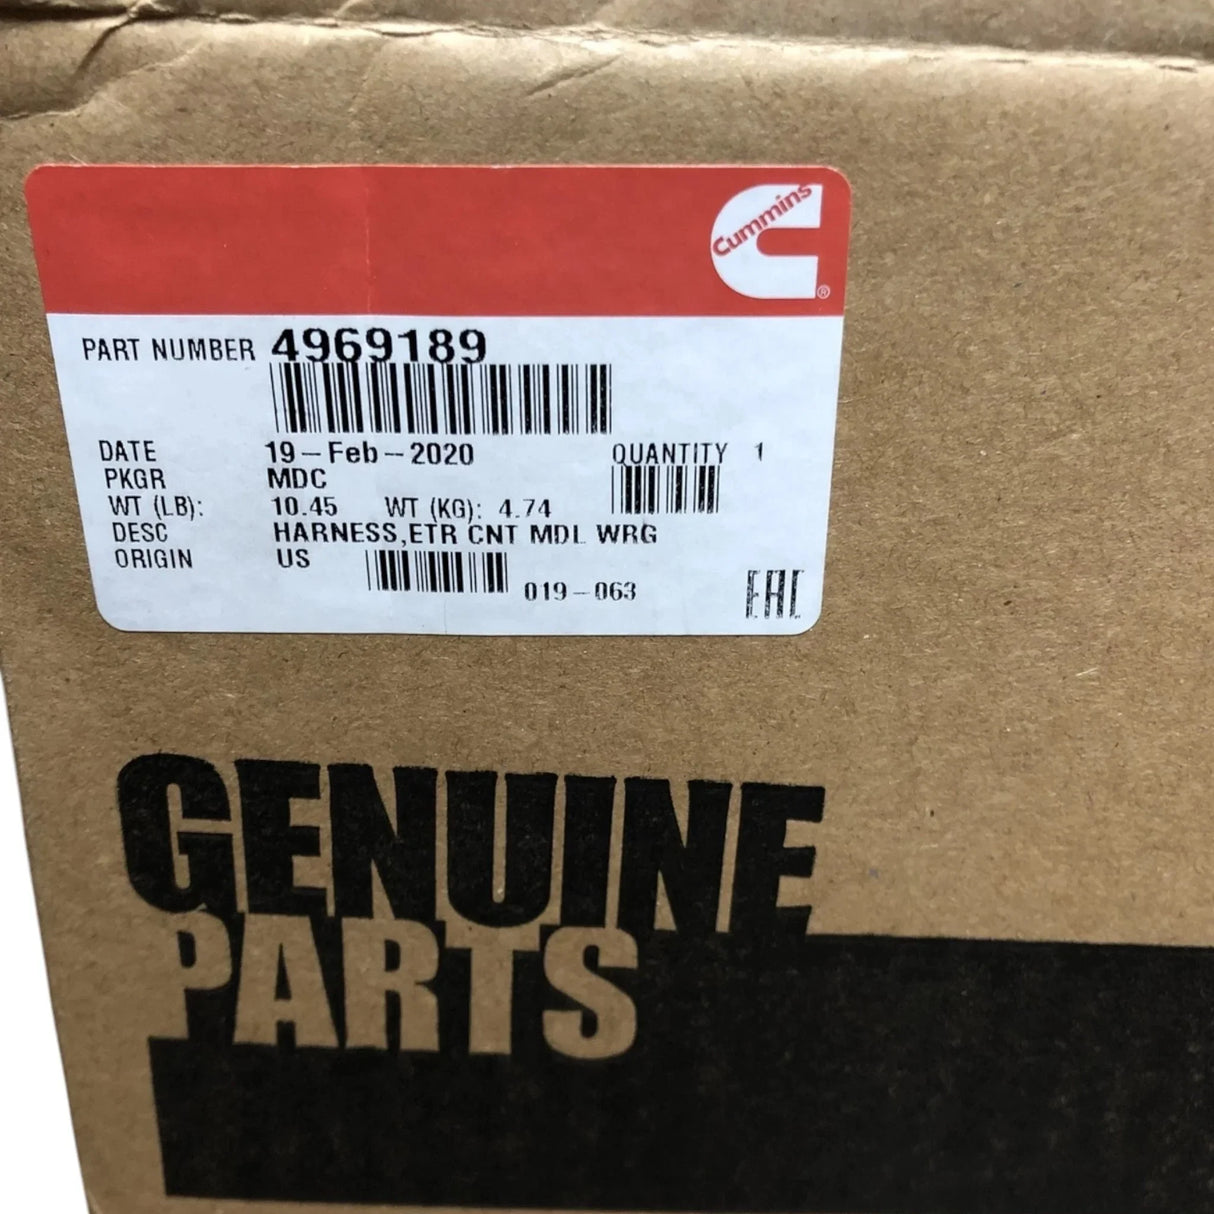 Cummins
®
PART NUMBER 4969189
DATE 19-Feb-2020 QUANTITY 1
PKGR MDC
WT (LB): 10.45 WT (KG): 4.74
DESC HARNESS,ETR CNT MDL WRG
ORIGIN US
019-063
EAC
GENUINE
PARTS